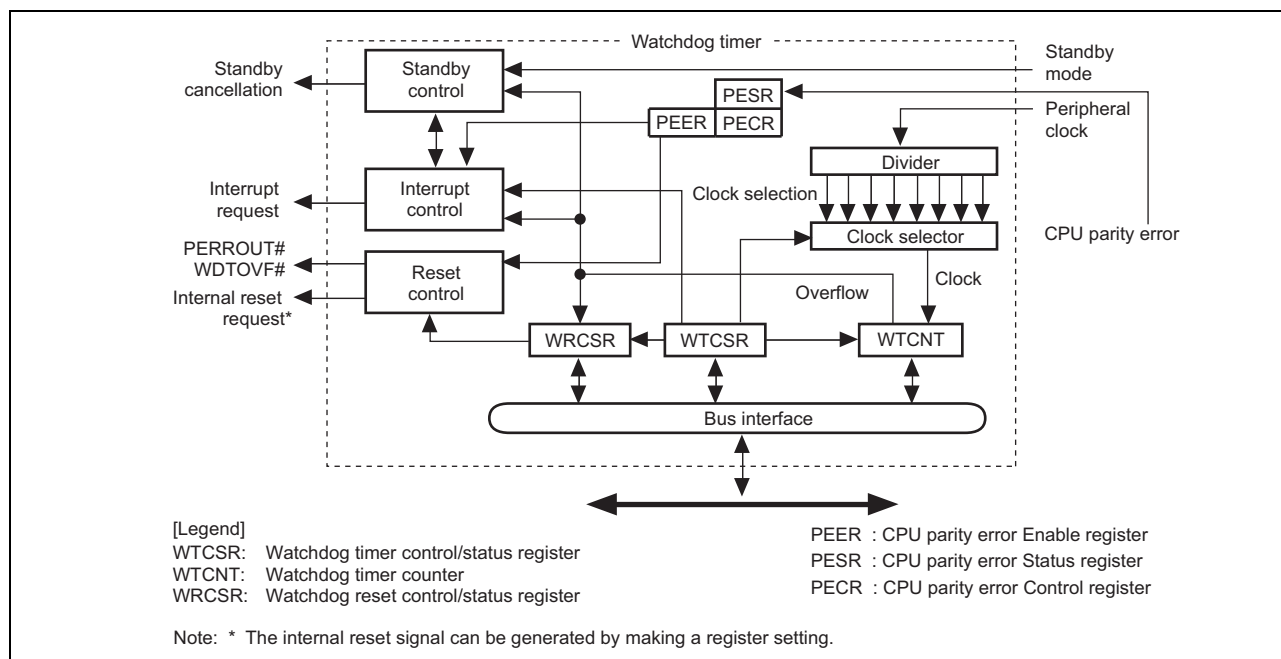 Watchdog timer
Standby
cancellation
Standby
control
Standby
mode
PESR
PEER
PECR
Peripheral
clock
Divider
Interrupt
request
Interrupt
control
Clock selection
Clock selector
CPU parity error
PERROUT#
WDTOVF#
Internal reset
request*
Reset
control
Overflow
Clock
WRCSR
WTCSR
WTCNT
Bus interface
[Legend]
WTCSR: Watchdog timer control/status register
WTCNT: Watchdog timer counter
WRCSR: Watchdog reset control/status register
PEER : CPU parity error Enable register
PESR : CPU parity error Status register
PECR : CPU parity error Control register
Note: * The internal reset signal can be generated by making a register setting.